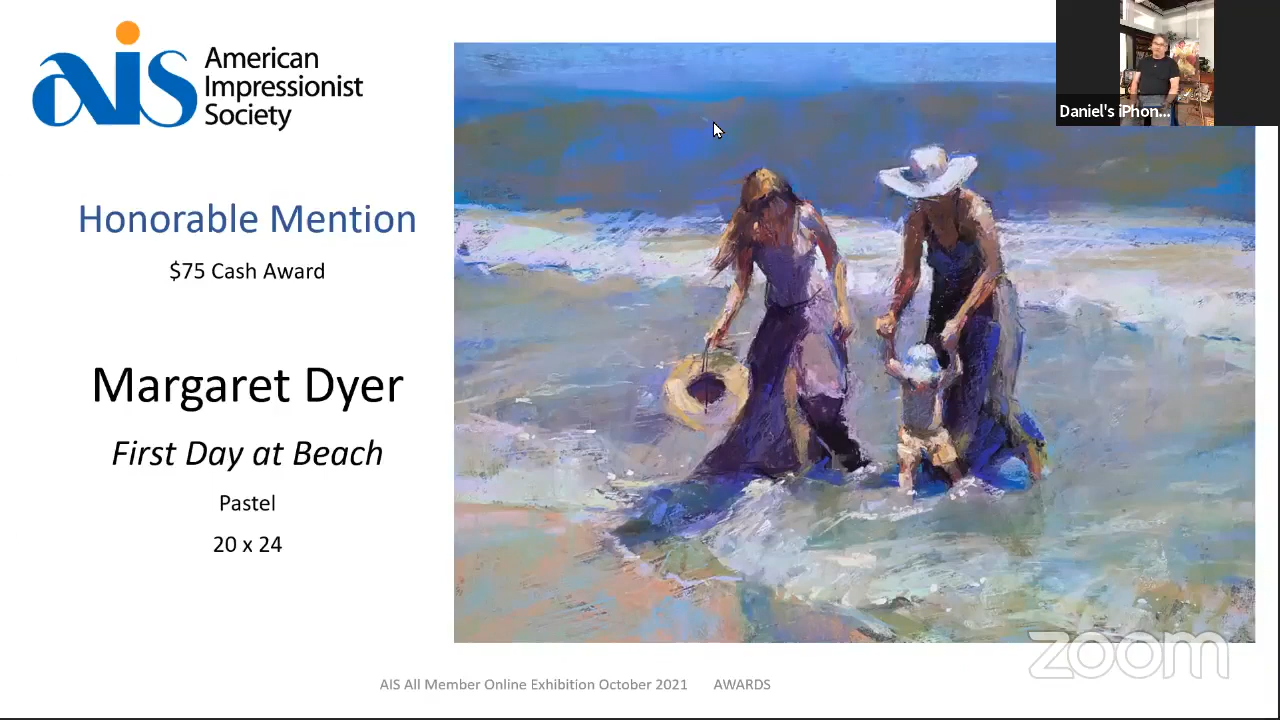 AIS
American
Impressionist
Society
Daniel's iPhon...
Honorable Mention
$75 Cash Award
Margaret Dyer
First Day at Beach
Pastel
20 x 24
zoom
AIS All Member Online Exhibition October 2021 AWARDS